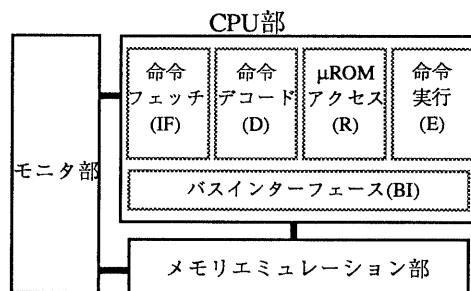 CPU部
命令
フェッチ
(IF)
命令
デコード
(D)
μROM
アクセス
(R)
命令
実行
(E)
モニタ部
バスインターフェース(BI)
メモリエミュレーション部